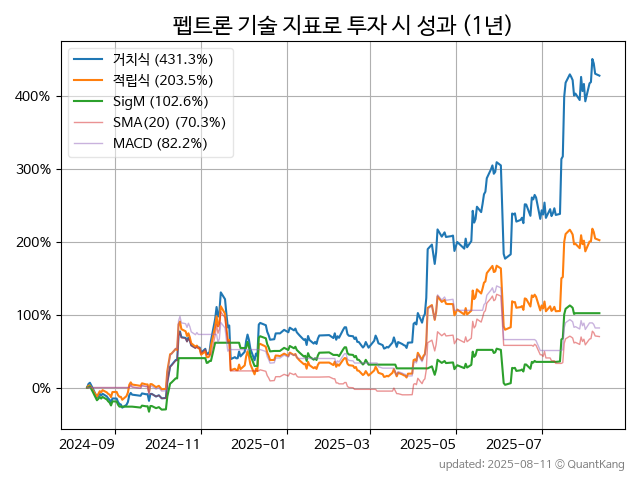 펩트론 기술 지표로 투자 시 성과 (1년)
거치식 (431.3%)
적립식 (203.5%)
SigM (102.6%)
SMA(20) (70.3%)
MACD (82.2%)
400%
300%
200%
100%
0%
2024-09 2024-11 2025-01 2025-03 2025-05 2025-07
updated: 2025-08-11 © QuantKang